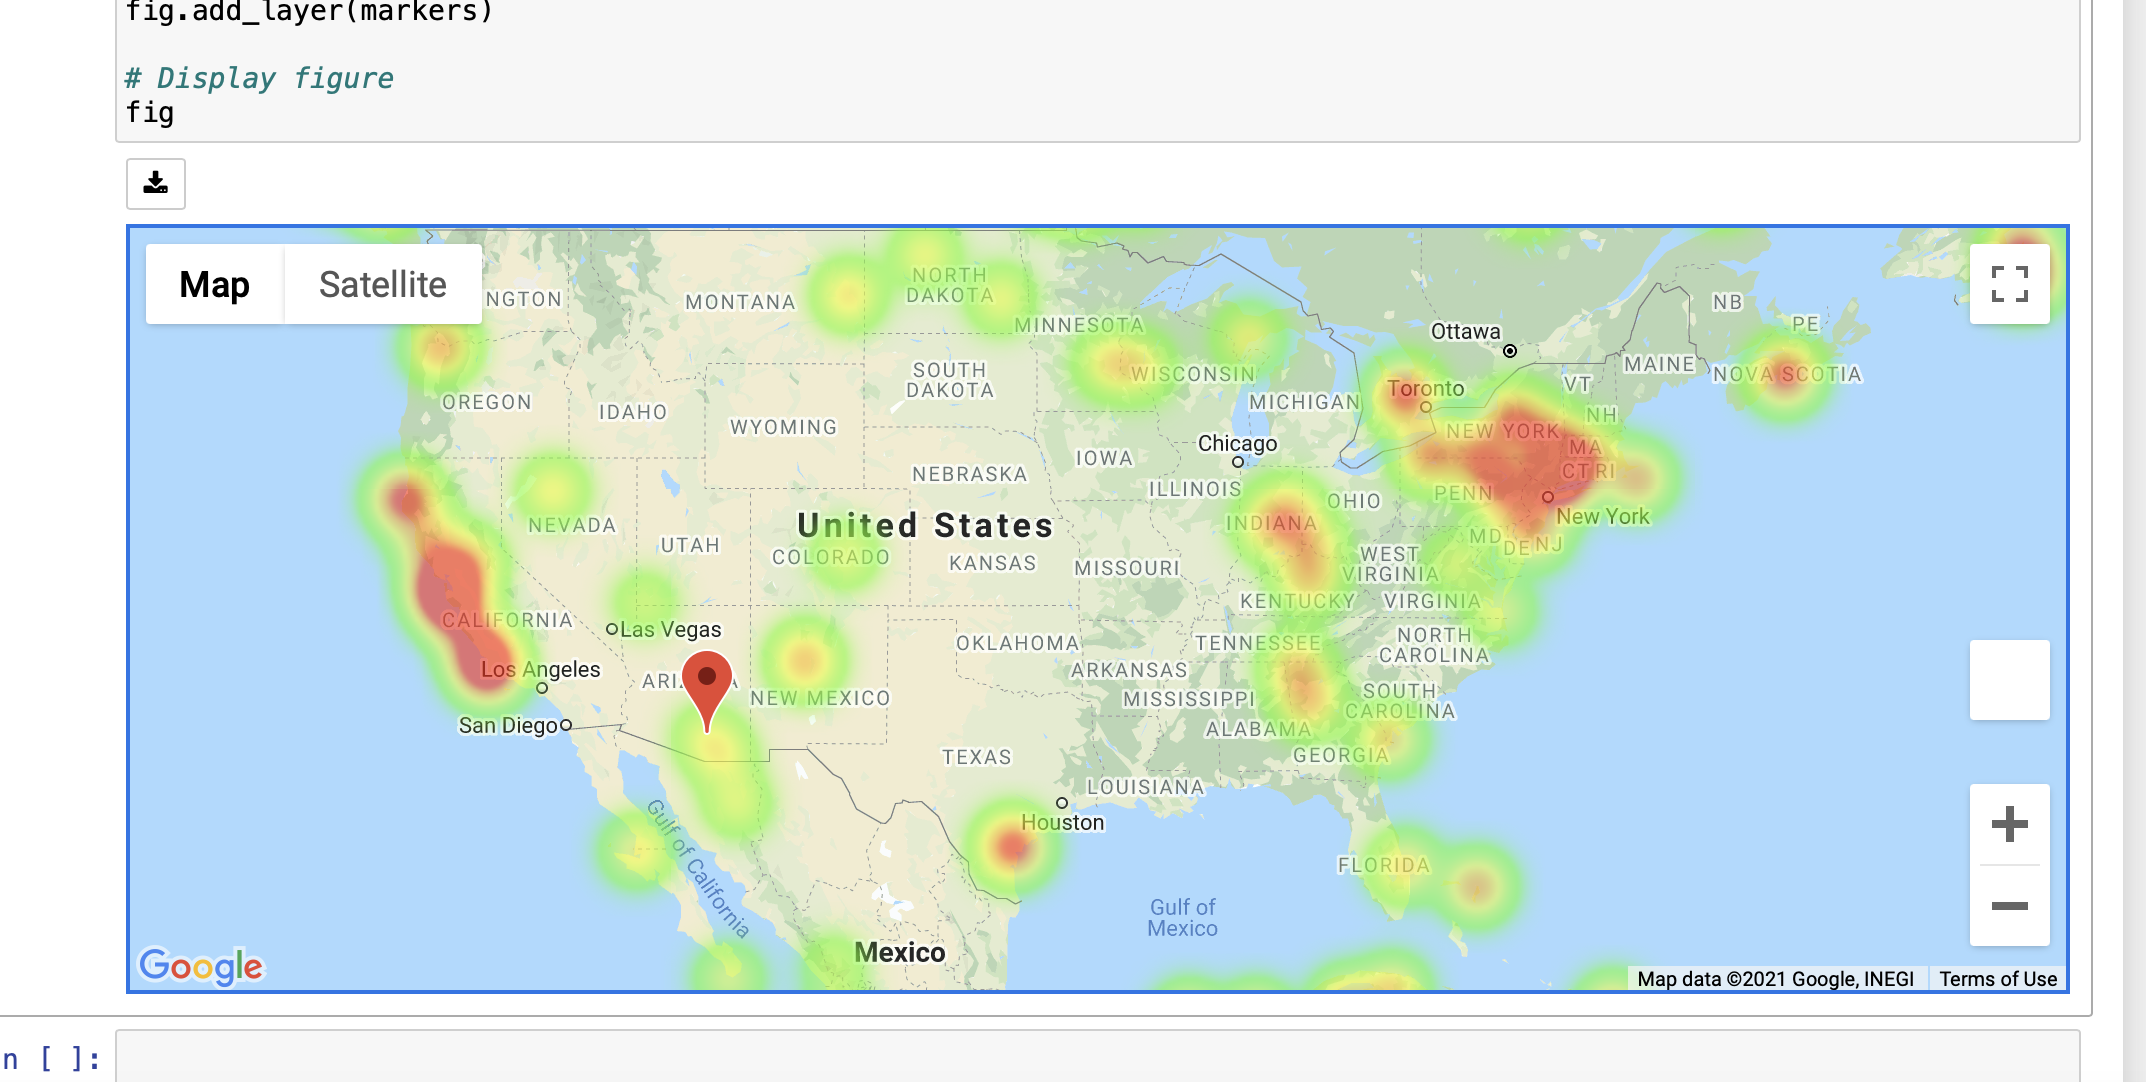 fig.add_layer(markers)
# Display figure
fig
Map Satellite
NGTON
MONTANA
NORTH
DAKOTA
MINNESOTA
Ottawa
NB
PE
MAINE
NOVA SCOTIA
SOUTH
DAKOTA
WISCONSIN
Toronto
VT
NH
OREGON
IDAHO
WYOMING
MICHIGAN
NEW YORK
MA
CT RI
Chicago
IOWA
NEBRASKA
ILLINOIS
OHIO
PENN
New York
NEVADA
United States
INDIANA
MD
DE NJ
UTAH
COLORADO
KANSAS
MISSOURI
WEST
VIRGINIA
KENTUCKY
VIRGINIA
CALIFORNIA
Las Vegas
OKLAHOMA
TENNESSEE
NORTH
CAROLINA
Los Angeles
ARI
A
NEW MEXICO
ARKANSAS
MISSISSIPPI
SOUTH
CAROLINA
San Diego
ALABAMA
TEXAS
GEORGIA
LOUISIANA
Houston
Gulf of California
FLORIDA
Gulf of
Mexico
Mexico
Google
Map data ©2021 Google, INEGI Terms of Use
n [ ]: